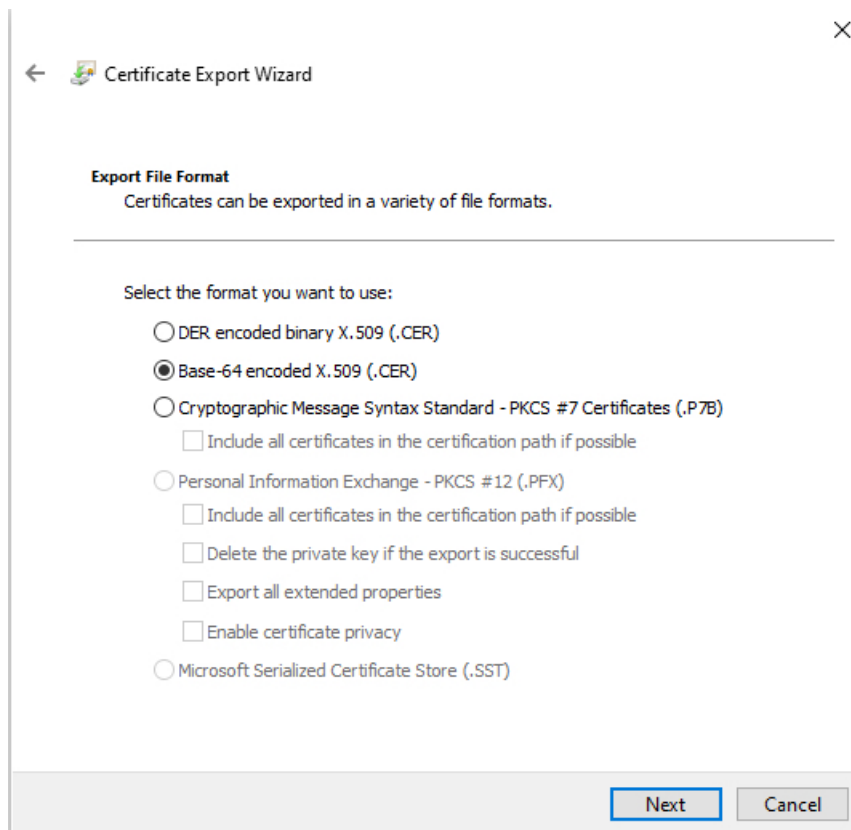 Certificate Export Wizard
Export File Format
Certificates can be exported in a variety of file formats.
Select the format you want to use:
DER encoded binary X.509 (.CER)
Base-64 encoded X.509 (.CER)
Cryptographic Message Syntax Standard - PKCS #7 Certificates (.P7B)
Include all certificates in the certification path if possible
Personal Information Exchange - PKCS #12 (.PFX)
Include all certificates in the certification path if possible
Delete the private key if the export is successful
Export all extended properties
Enable certificate privacy
Microsoft Serialized Certificate Store (.SST)
Next Cancel